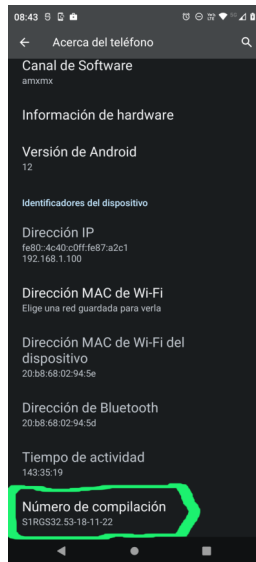 08:43
Acerca del teléfono
Canal de Software
amxmx
Información de hardware
Versión de Android
12
Identificadores del dispositivo
Dirección IP
fe80::4c40:c0ff:fe87:a2c1
192.168.1.100
Dirección MAC de Wi-Fi
Elige una red guardada para verla
Dirección MAC de Wi-Fi del
dispositivo
20:b8:68:02:94:5e
Dirección de Bluetooth
20:b8:68:02:94:5d
Tiempo de actividad
143:35:19
Número de compilación
S1RGS32.53-18-11-22